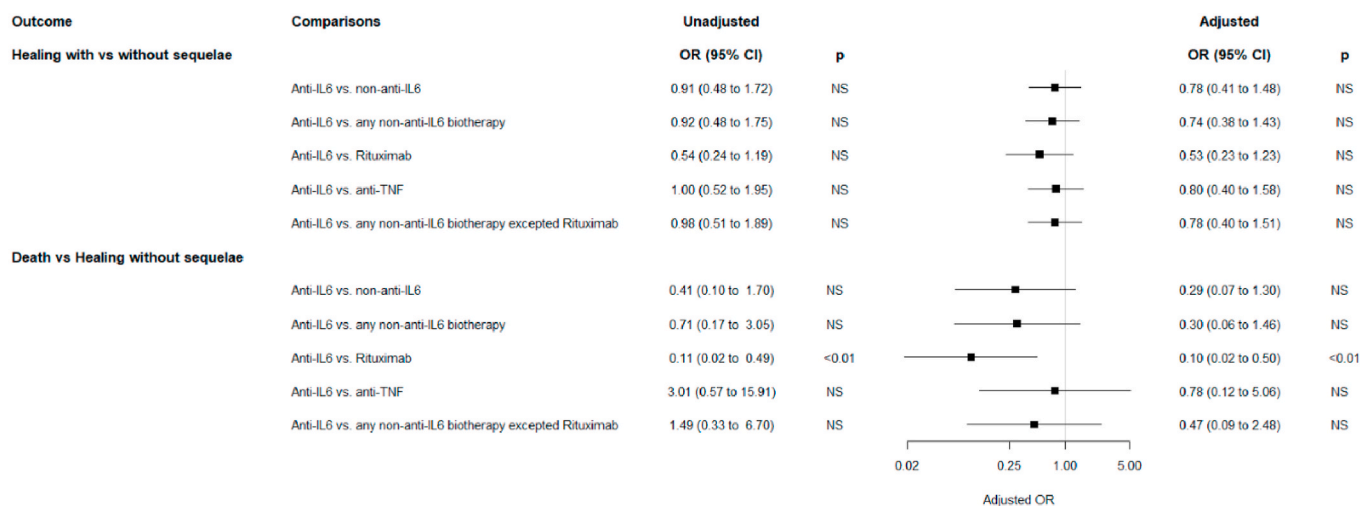 Outcome Comparisons Unadjusted Adjusted
Healing with vs without sequelae OR (95% CI) p OR (95% CI) p
Anti-IL6 vs. non-anti-IL6 0.91 (0.48 to 1.72) NS 0.78 (0.41 to 1.48) NS
Anti-IL6 vs. any non-anti-IL6 biotherapy 0.92 (0.48 to 1.75) NS 0.74 (0.38 to 1.43) NS
Anti-IL6 vs. Rituximab 0.54 (0.24 to 1.19) NS 0.53 (0.23 to 1.23) NS
Anti-IL6 vs. anti-TNF 1.00 (0.52 to 1.95) NS 0.80 (0.40 to 1.58) NS
Anti-IL6 vs. any non-anti-IL6 biotherapy excepted Rituximab 0.98 (0.51 to 1.89) NS 0.78 (0.40 to 1.51) NS
Death vs Healing without sequelae
Anti-IL6 vs. non-anti-IL6 0.41 (0.10 to 1.70) NS 0.29 (0.07 to 1.30) NS
Anti-IL6 vs. any non-anti-IL6 biotherapy 0.71 (0.17 to 3.05) NS 0.30 (0.06 to 1.46) NS
Anti-IL6 vs. Rituximab 0.11 (0.02 to 0.49) <0.01 0.10 (0.02 to 0.50) <0.01
Anti-IL6 vs. anti-TNF 3.01 (0.57 to 15.91) NS 0.78 (0.12 to 5.06) NS
Anti-IL6 vs. any non-anti-IL6 biotherapy excepted Rituximab 1.49 (0.33 to 6.70) NS 0.47 (0.09 to 2.48) NS
0.02 0.25 1.00 5.00
Adjusted OR